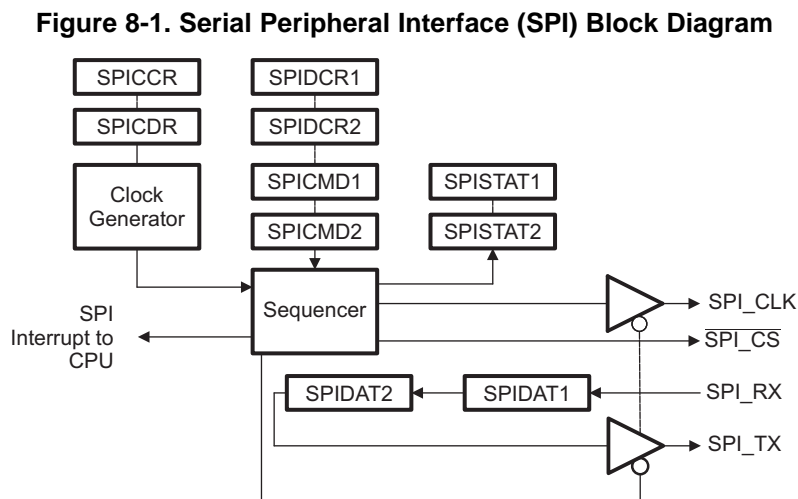 Figure 8-1. Serial Peripheral Interface (SPI) Block Diagram
SPICCR
SPIDCR1
SPICDR
SPIDCR2
Clock
Generator
SPICMD1
SPISTAT1
SPICMD2
SPISTAT2
Sequencer
SPI
Interrupt to
CPU
SPI_CLK
SPI_CS
SPIDAT2
SPIDAT1
SPI_RX
SPI_TX